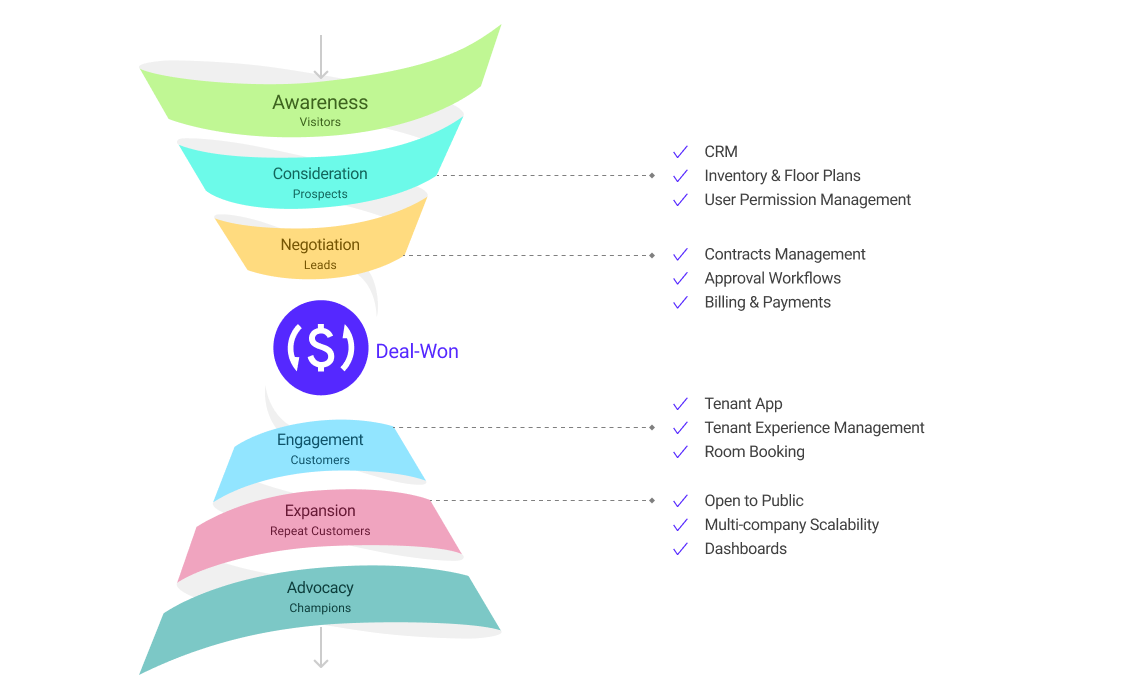 Awareness
Visitors
Consideration
Prospects
CRM
Inventory & Floor Plans
User Permission Management
Negotiation
Leads
Contracts Management
Approval Workflows
Billing & Payments
$
Deal-Won
Engagement
Customers
Tenant App
Tenant Experience Management
Room Booking
Expansion
Repeat Customers
Open to Public
Multi-company Scalability
Dashboards
Advocacy
Champions